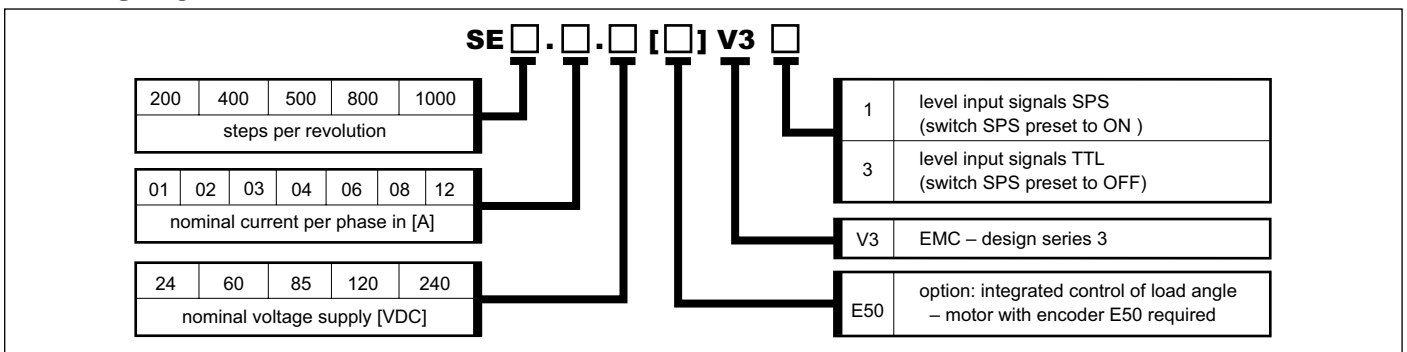 SE□.□.□ [□] V3 □
200 400 500 800 1000
steps per revolution
01 02 03 04 06 08 12
nominal current per phase in [A]
24 60 85 120 240
nominal voltage supply [VDC]
1 level input signals SPS
(switch SPS preset to ON )
3 level input signals TTL
(switch SPS preset to OFF)
V3 EMC – design series 3
E50 option: integrated control of load angle
– motor with encoder E50 required